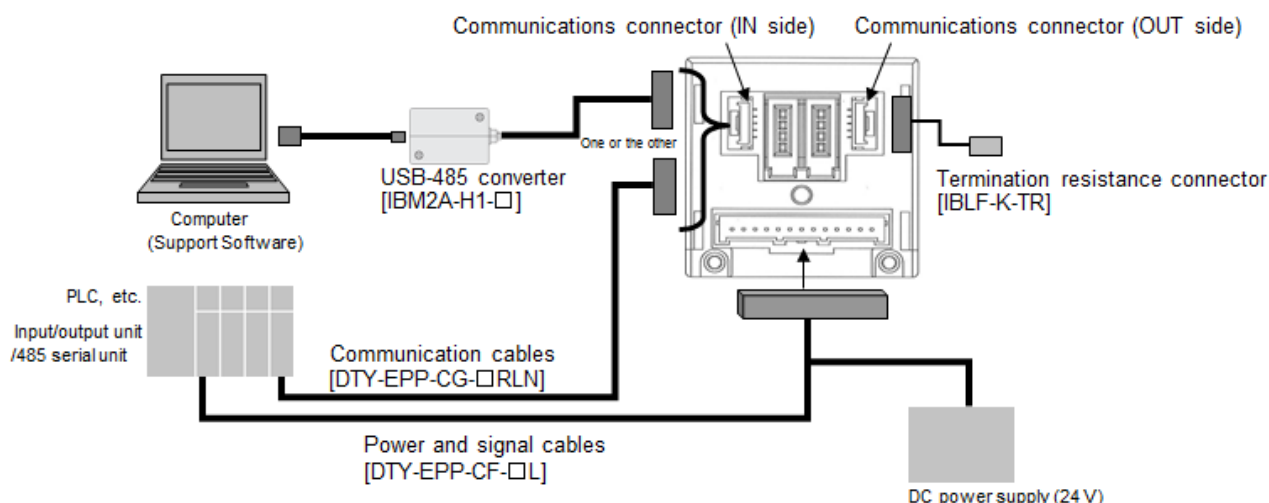 Communications connector (IN side)
Communications connector (OUT side)
One or the other
USB-485 converter
[IBM2A-H1-□]
Termination resistance connector
[IBLF-K-TR]
Computer
(Support Software)
PLC, etc.
Input/output unit
/485 serial unit
Communication cables
[DTY-EPP-CG-□RLN]
Power and signal cables
[DTY-EPP-CF-□L]
DC power supply (24 V)